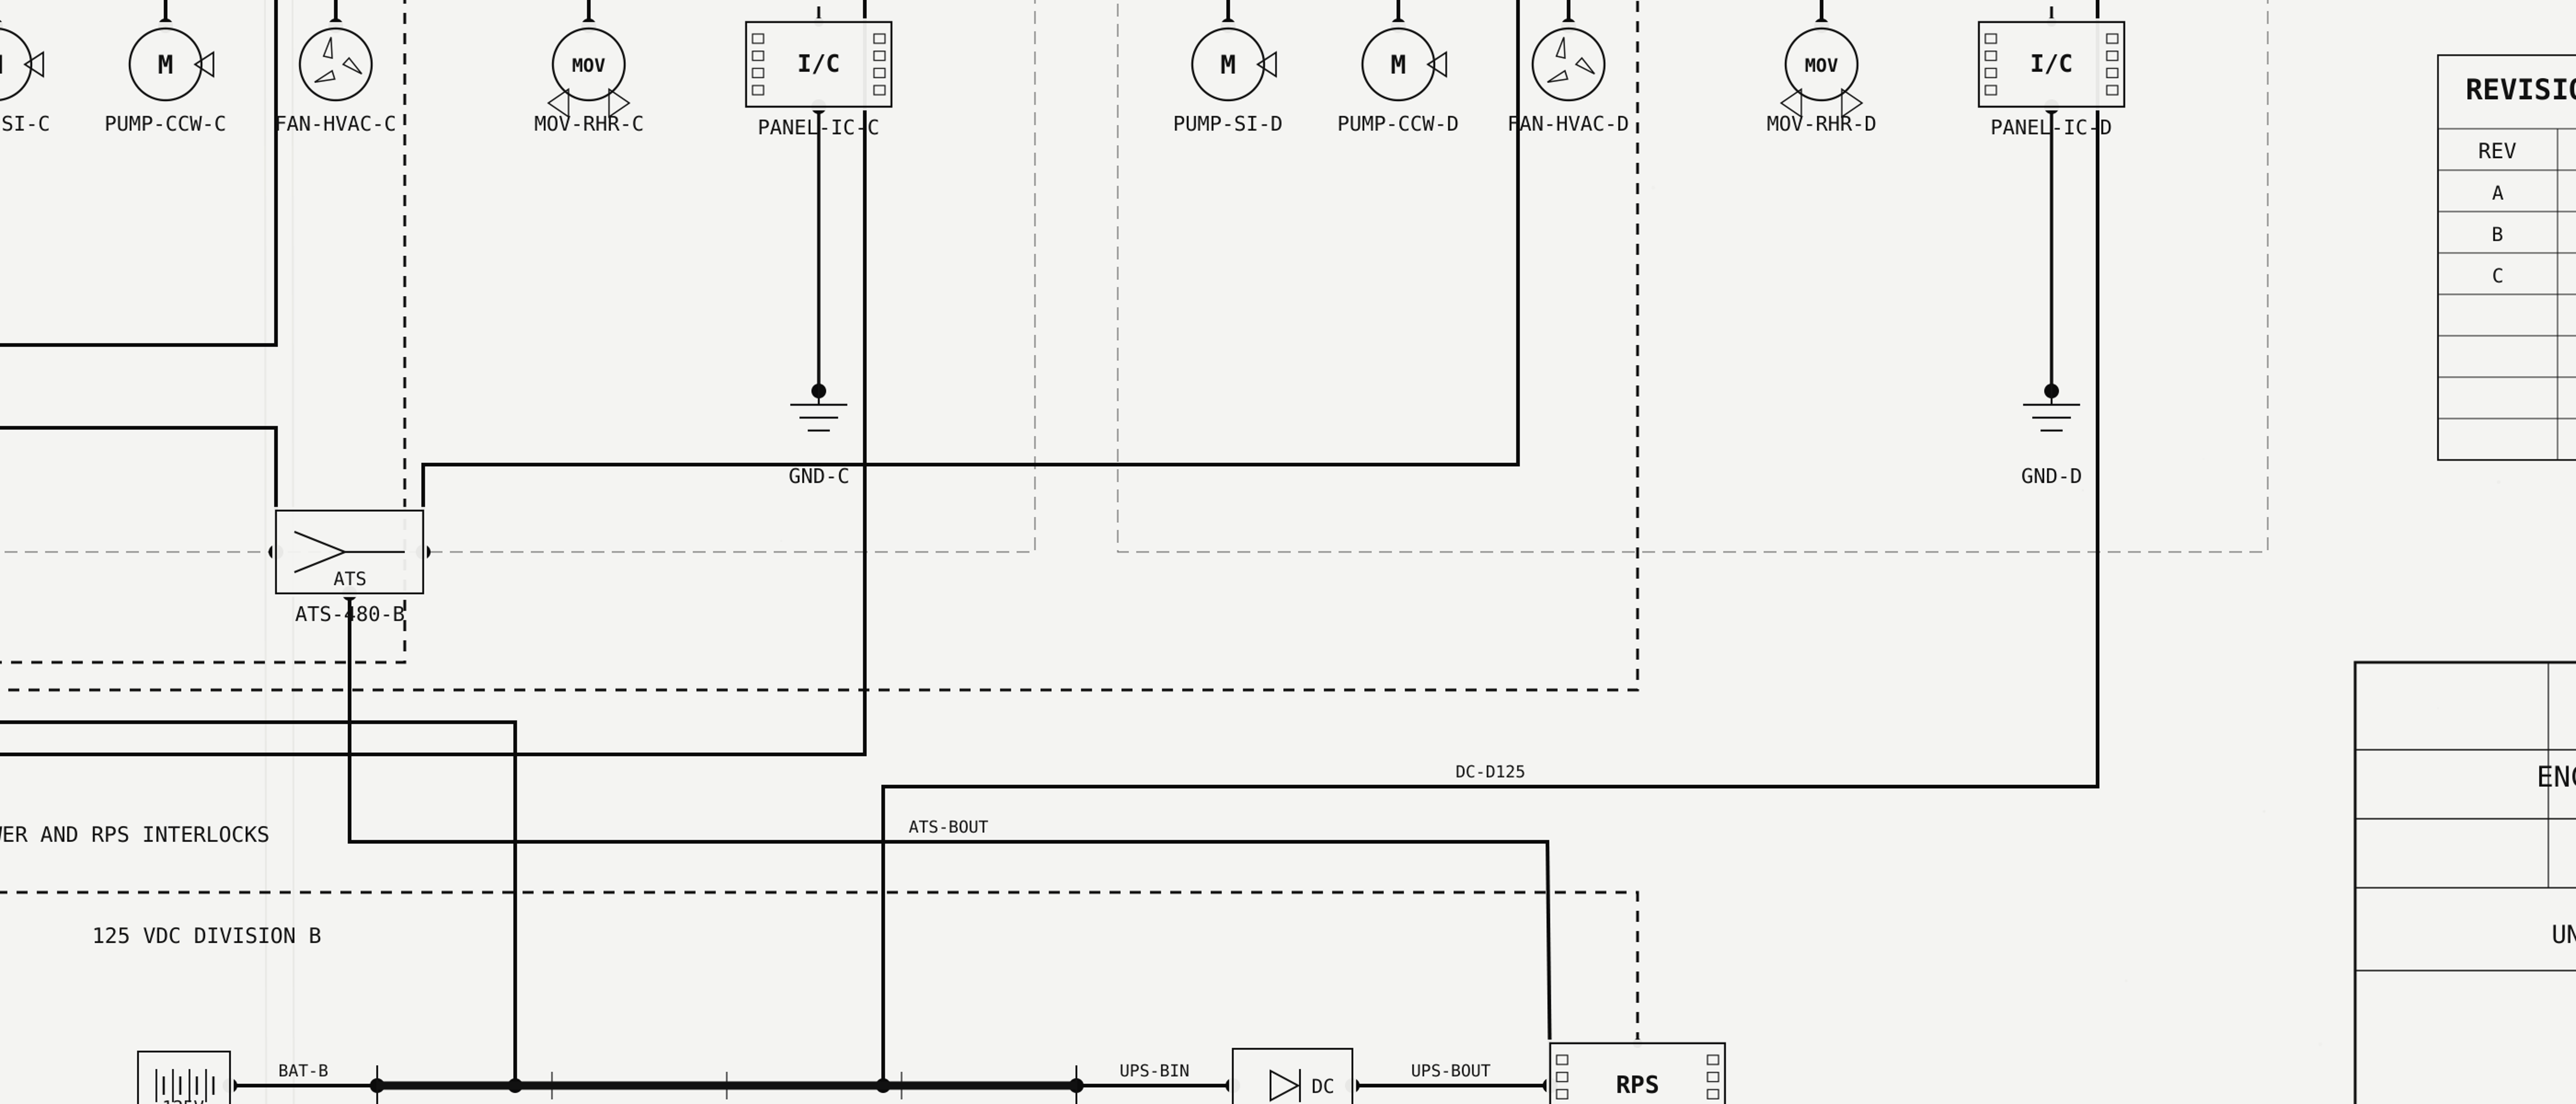 M
M
MOV
I/C
M
M
MOV
I/C
SI-C
PUMP-CCW-C
FAN-HVAC-C
MOV-RHR-C
PANEL-IC-C
PUMP-SI-D
PUMP-CCW-D
FAN-HVAC-D
MOV-RHR-D
PANEL-IC-D
REV
A
B
C
GND-C
GND-D
ATS
ATS-480-B
DC-D125
ATS-BOUT
AND RPS INTERLOCKS
125 VDC DIVISION B
BAT-B
UPS-BIN
DC
UPS-BOUT
RPS